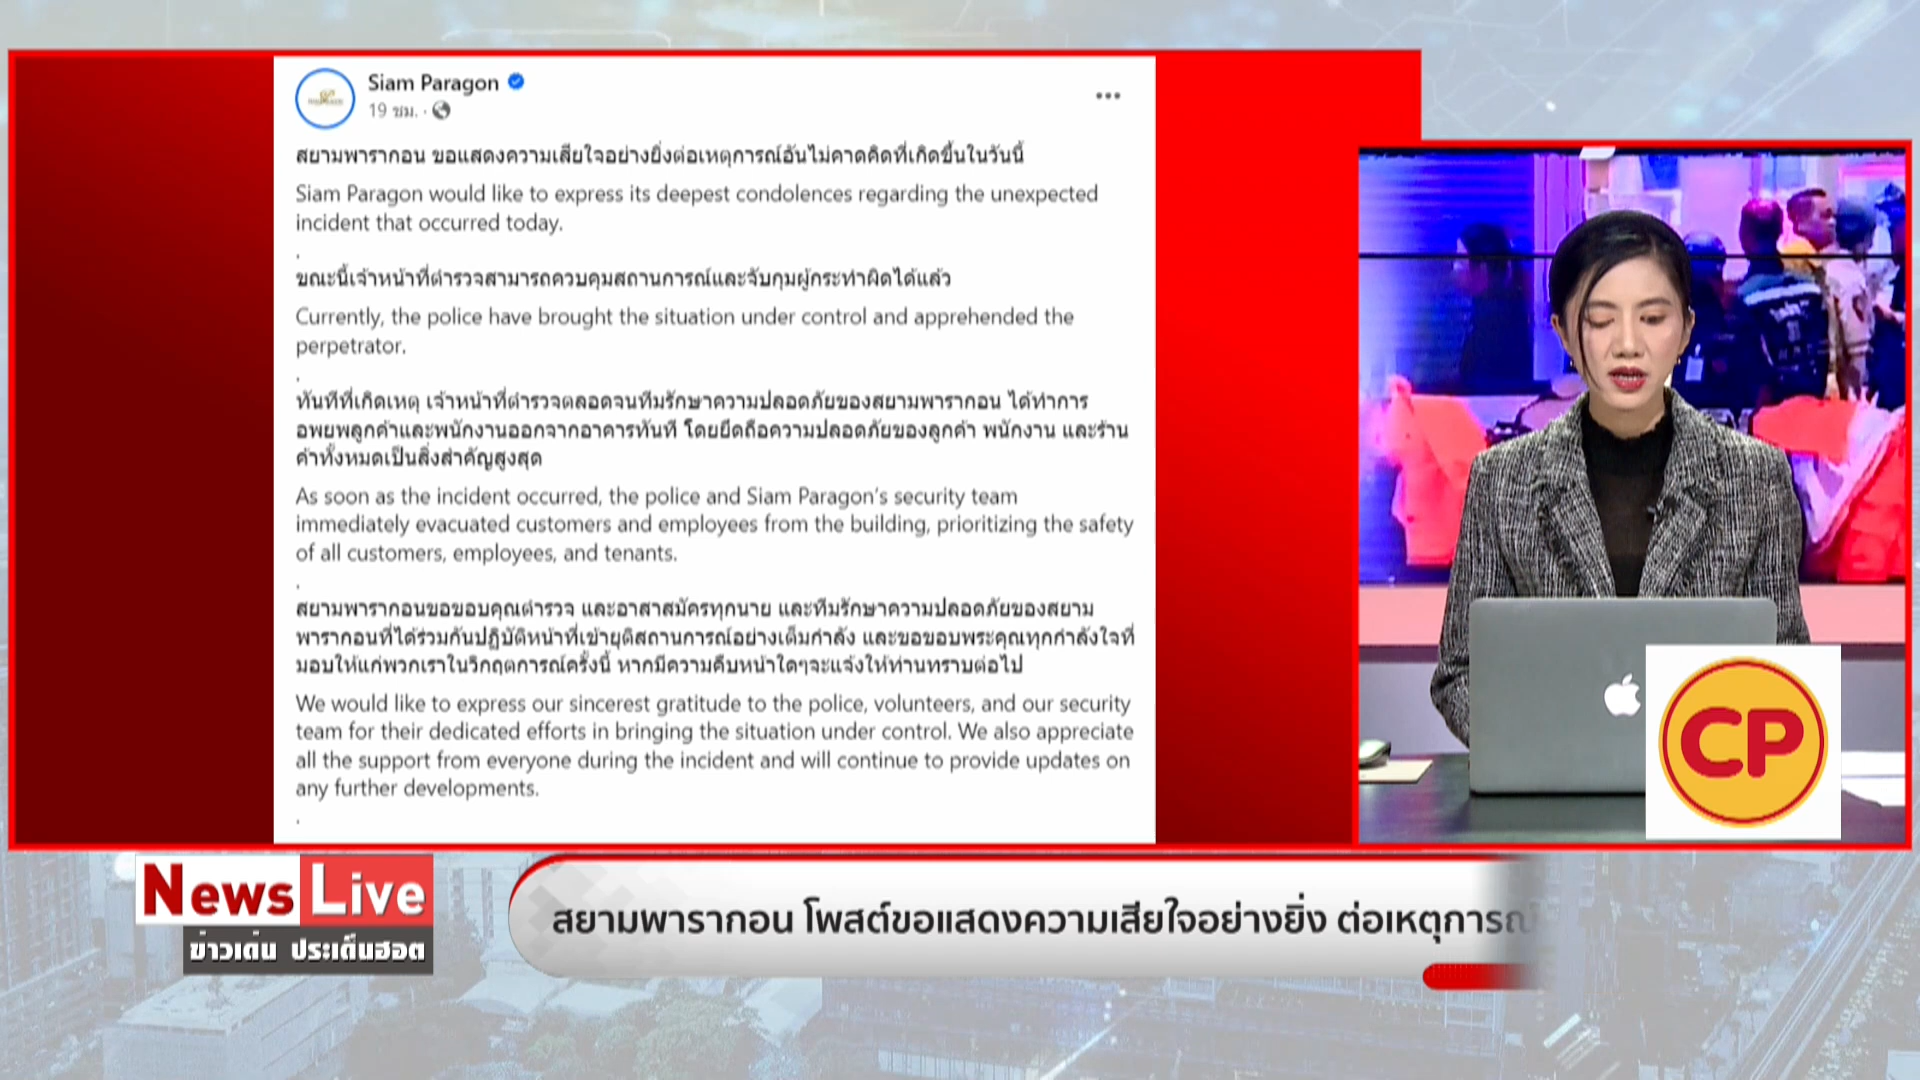 Siam Paragon
19 ชม.
สยามพารากอน ขอแสดงความเสียใจอย่างยิ่งต่อเหตุการณ์อันไม่คาดคิดที่เกิดขึ้นในวันนี้
Siam Paragon would like to express its deepest condolences regarding the unexpected
incident that occurred today.
.
ขณะนี้เจ้าหน้าที่ตำรวจสามารถควบคุมสถานการณ์และจับกุมผู้กระทำผิดได้แล้ว
Currently, the police have brought the situation under control and apprehended the
perpetrator.
.
ทันทีที่เกิดเหตุ เจ้าหน้าที่ตำรวจตลอดจนทีมรักษาความปลอดภัยของสยามพารากอน ได้ทำการ
อพยพลูกค้าและพนักงานออกจากอาคารทันที โดยยึดถือความปลอดภัยของลูกค้า พนักงาน และร้าน
ค้าทั้งหมดเป็นสิ่งสำคัญสูงสุด
As soon as the incident occurred, the police and Siam Paragon's security team
immediately evacuated customers and employees from the building, prioritizing the safety
of all customers, employees, and tenants.
.
สยามพารากอนขอขอบคุณตำรวจ และอาสาสมัครทุกนาย และทีมรักษาความปลอดภัยของสยาม
พารากอนที่ได้ร่วมกันปฏิบัติหน้าที่เข้ายุติสถานการณ์อย่างเต็มกำลัง และขอขอบพระคุณทุกกำลังใจที่
มอบให้แก่พวกเราในวิกฤตการณ์ครั้งนี้ หากมีความคืบหน้าใดๆจะแจ้งให้ท่านทราบต่อไป
We would like to express our sincerest gratitude to the police, volunteers, and our security
team for their dedicated efforts in bringing the situation under control. We also appreciate
all the support from everyone during the incident and will continue to provide updates on
any further developments.
.
CP
News Live
ข่าวเด่น ประเด็นฮอต
สยามพารากอน โพสต์ขอแสดงความเสียใจอย่างยิ่ง ต่อเหตุการณ์